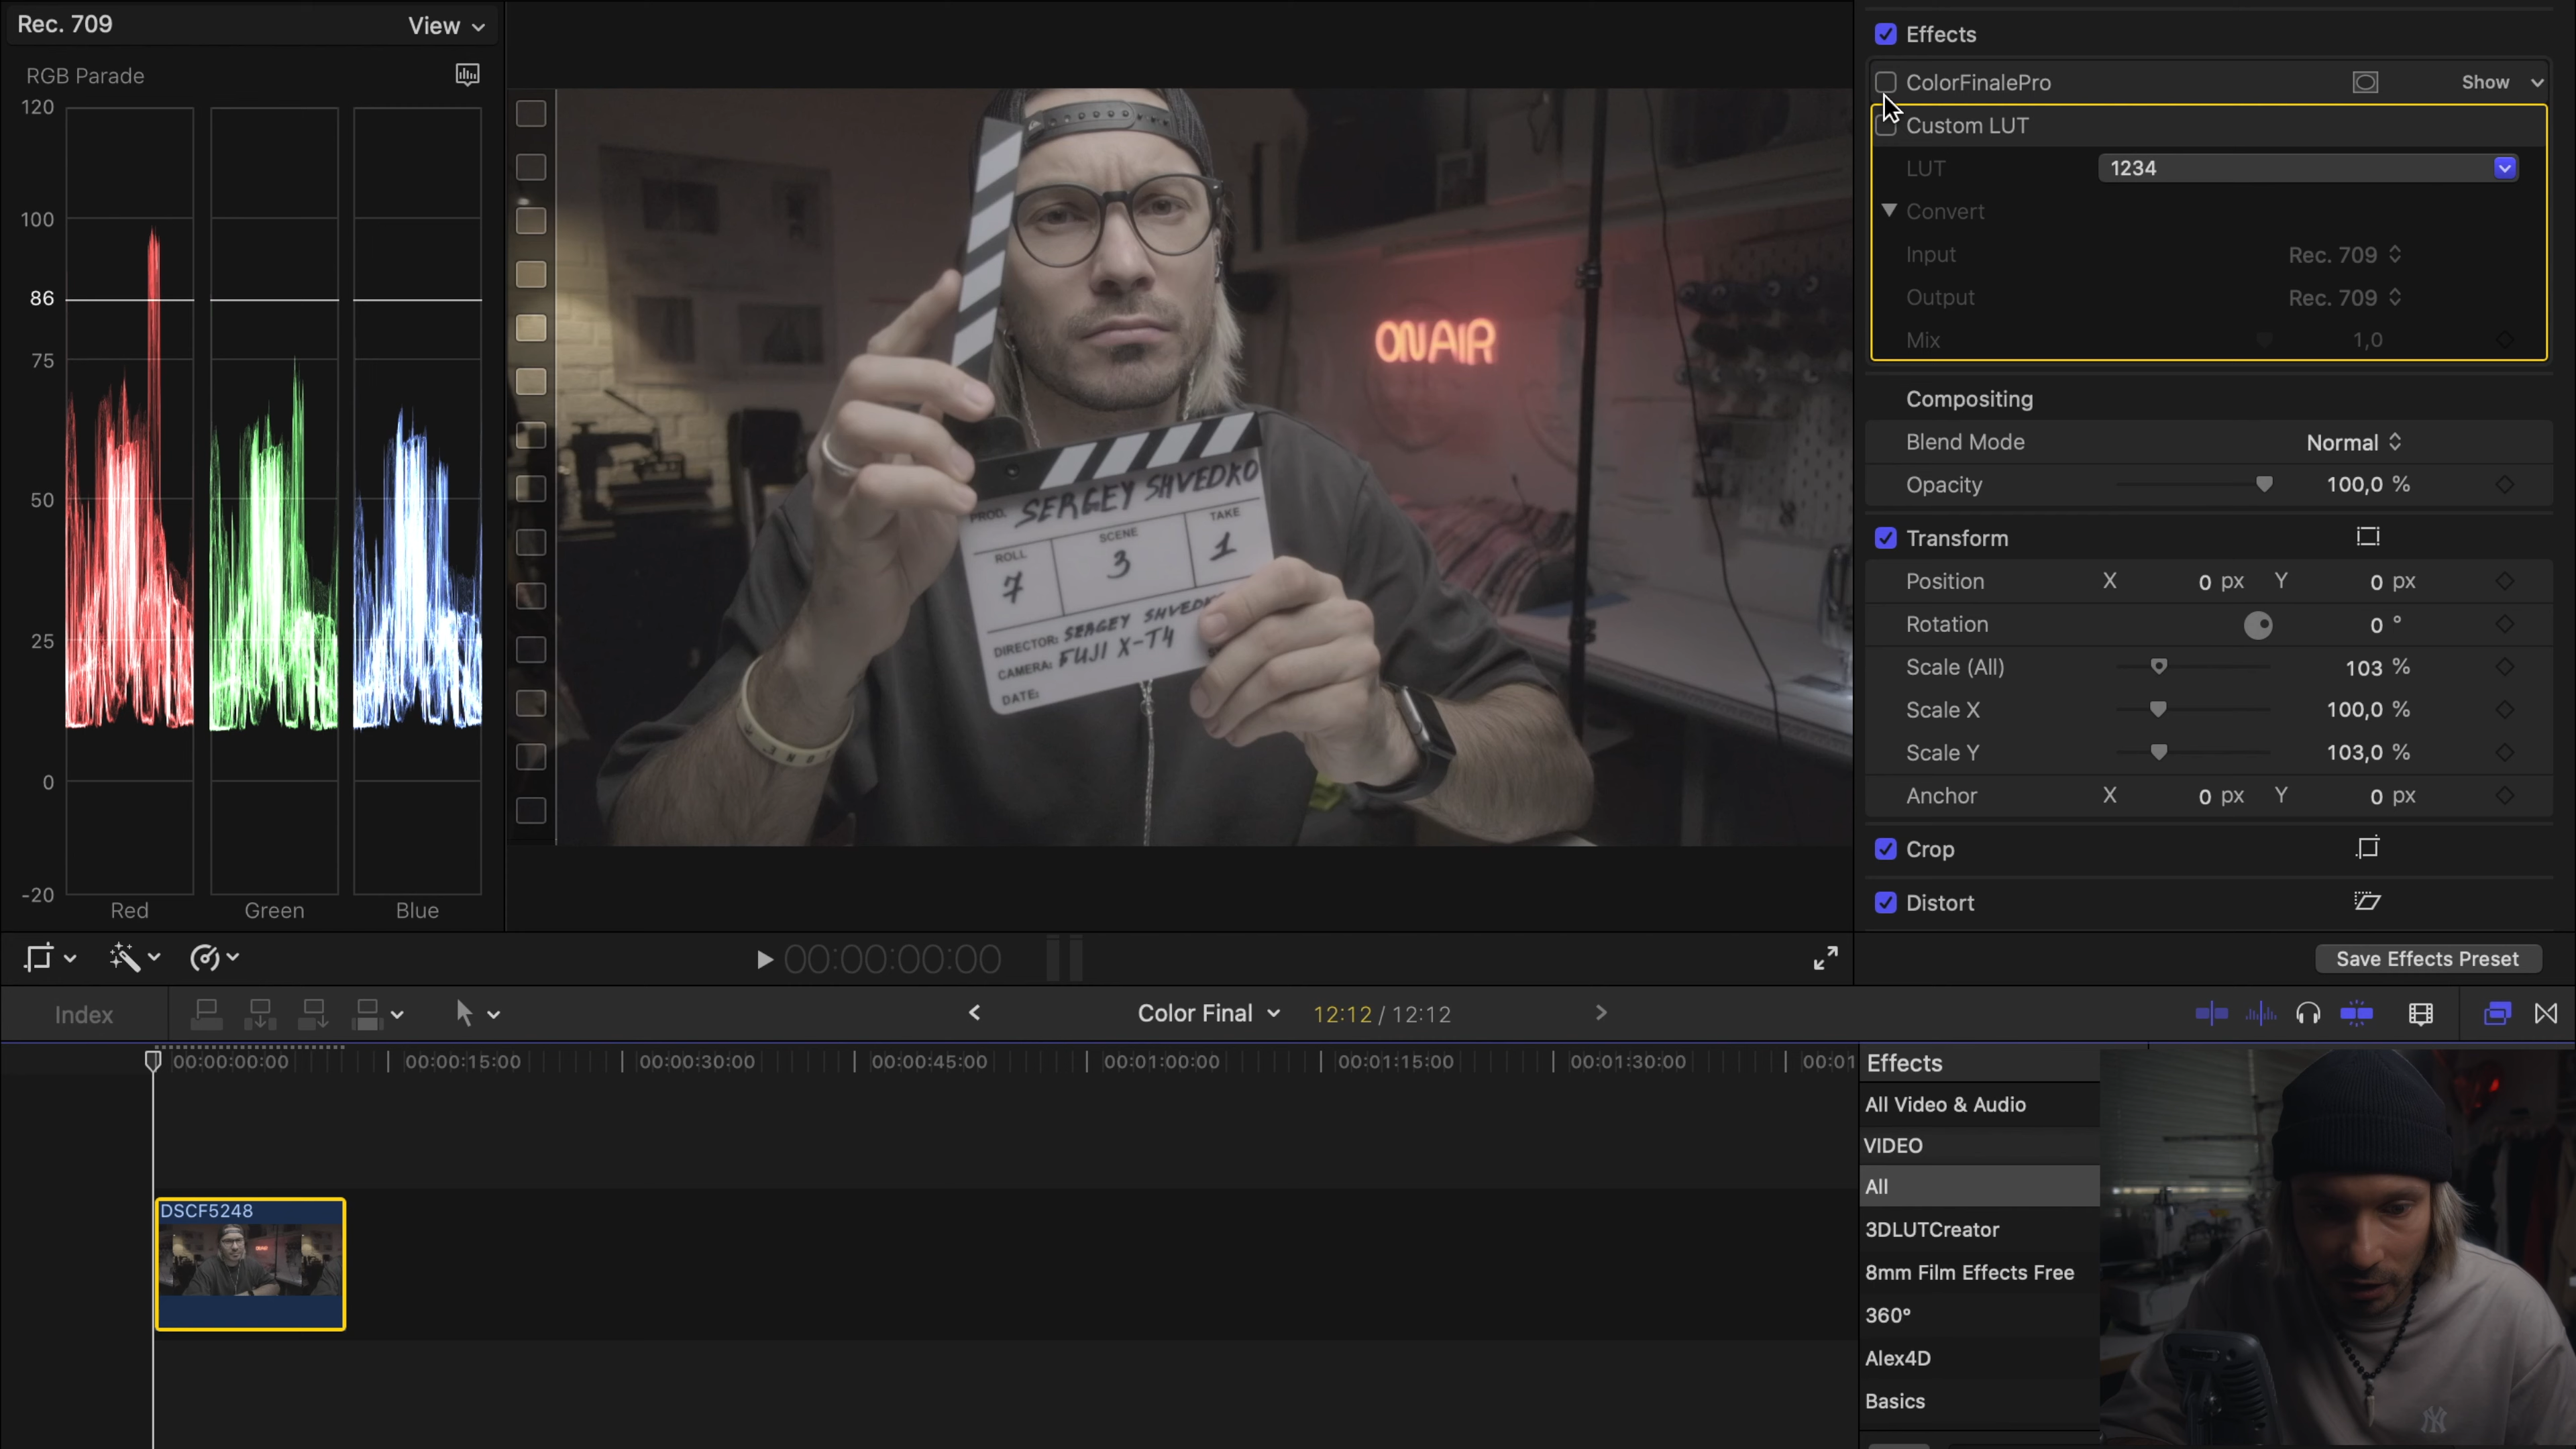 Rec. 709
View
RGB Parade
120
100
86
75
50
25
0
-20
Red
Green
Blue
ON AIR
PROD. SERGEY SHVEDKO
ROLL
7
SCENE
3
TAKE
1
DIRECTOR: SERGEY SHVEDK
CAMERA: FUJI X-T4
DATE:
Effects
ColorFinalePro
Show
Custom LUT
LUT
1234
Convert
Input
Rec. 709
Output
Rec. 709
Mix
1,0
Compositing
Blend Mode
Normal
Opacity
100,0 %
Transform
Position X 0 px Y 0 px
Rotation 0 °
Scale (All) 103 %
Scale X 100,0 %
Scale Y 103,0 %
Anchor X 0 px Y 0 px
Crop
Distort
00:00:00:00
Save Effects Preset
Index
Color Final
12:12 / 12:12
00:00:00:00
00:00:15:00
00:00:30:00
00:00:45:00
00:01:00:00
00:01:15:00
00:01:30:00
00:01
DSCF5248
Effects
All Video & Audio
VIDEO
All
3DLUTCreator
8mm Film Effects Free
360°
Alex4D
Basics
NY